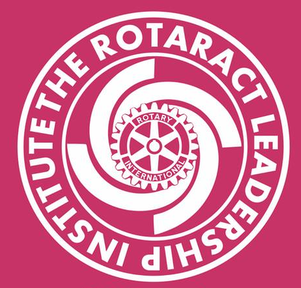 THE ROTARACT LEADERSHIP INSTITUTE
ROTARY
INTERNATIONAL